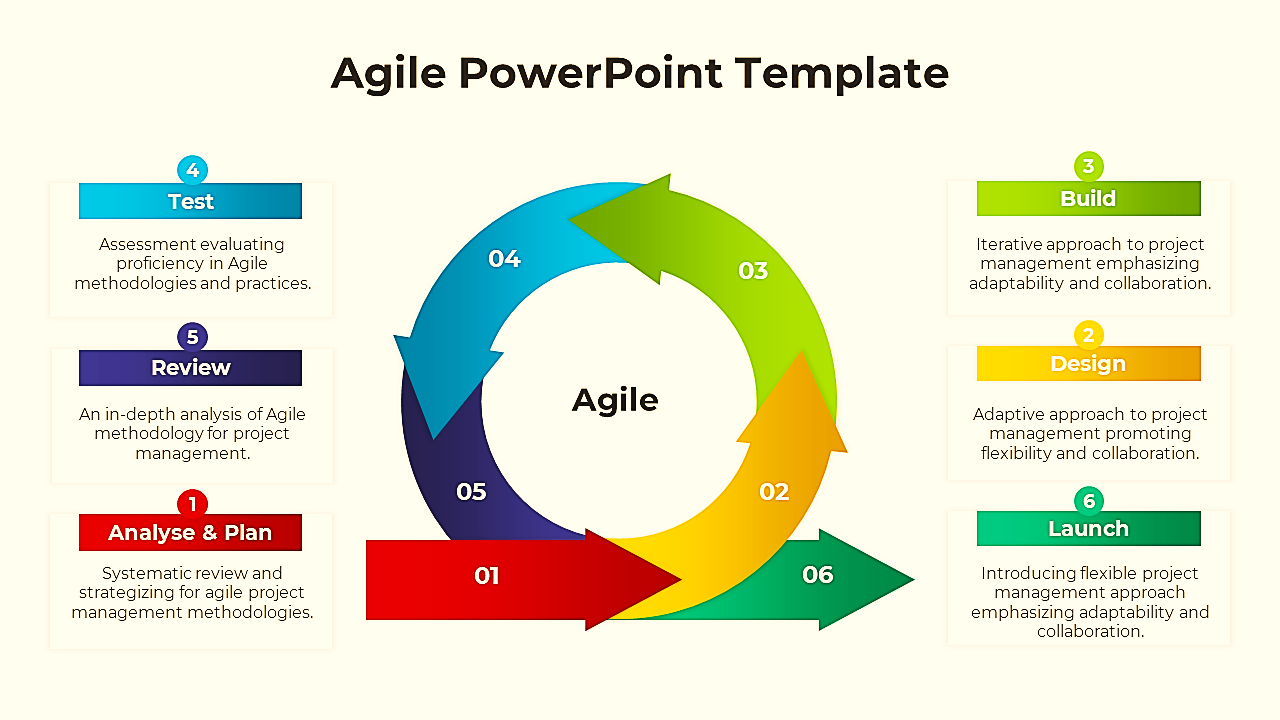 Agile PowerPoint Template
4
Test
Assessment evaluating
proficiency in Agile
methodologies and practices.
5
Review
An in-depth analysis of Agile
methodology for project
management.
1
Analyse & Plan
Systematic review and
strategizing for agile project
management methodologies.
04
03
Agile
05
02
01
06
3
Build
Iterative approach to project
management emphasizing
adaptability and collaboration.
2
Design
Adaptive approach to project
management promoting
flexibility and collaboration.
6
Launch
Introducing flexible project
management approach
emphasizing adaptability and
collaboration.